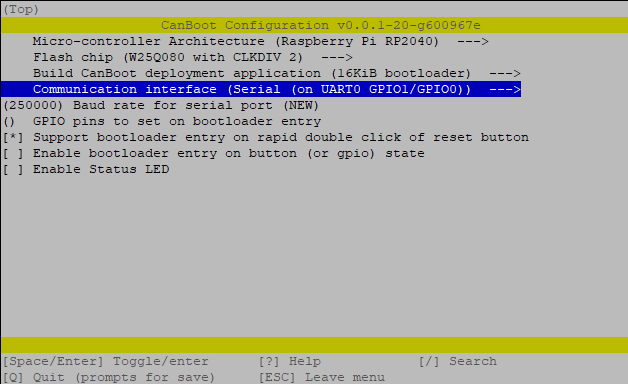 (Top)
CanBoot Configuration v0.0.1-20-g600967e
Micro-controller Architecture (Raspberry Pi RP2040)  --->
Flash chip (W25Q080 with CLKDIV 2)  --->
Build CanBoot deployment application (16KiB bootloader)  --->
Communication interface (Serial (on UART0 GPIO1/GPIO0))  --->
(250000) Baud rate for serial port (NEW)
()  GPIO pins to set on bootloader entry
[*] Support bootloader entry on rapid double click of reset button
[ ] Enable bootloader entry on button (or gpio) state
[ ] Enable Status LED
[Space/Enter] Toggle/enter    [?] Help    [/] Search
[Q] Quit (prompts for save)    [ESC] Leave menu